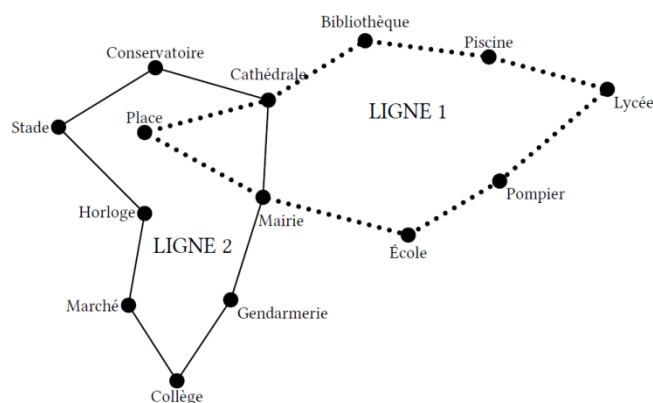 Bibliothèque
Piscine
Conservatoire
Cathédrale
Lycée
LIGNE 1
Place
Stade
Pompier
Horloge
Mairie
LIGNE 2
École
Marché
Gendarmerie
Collège